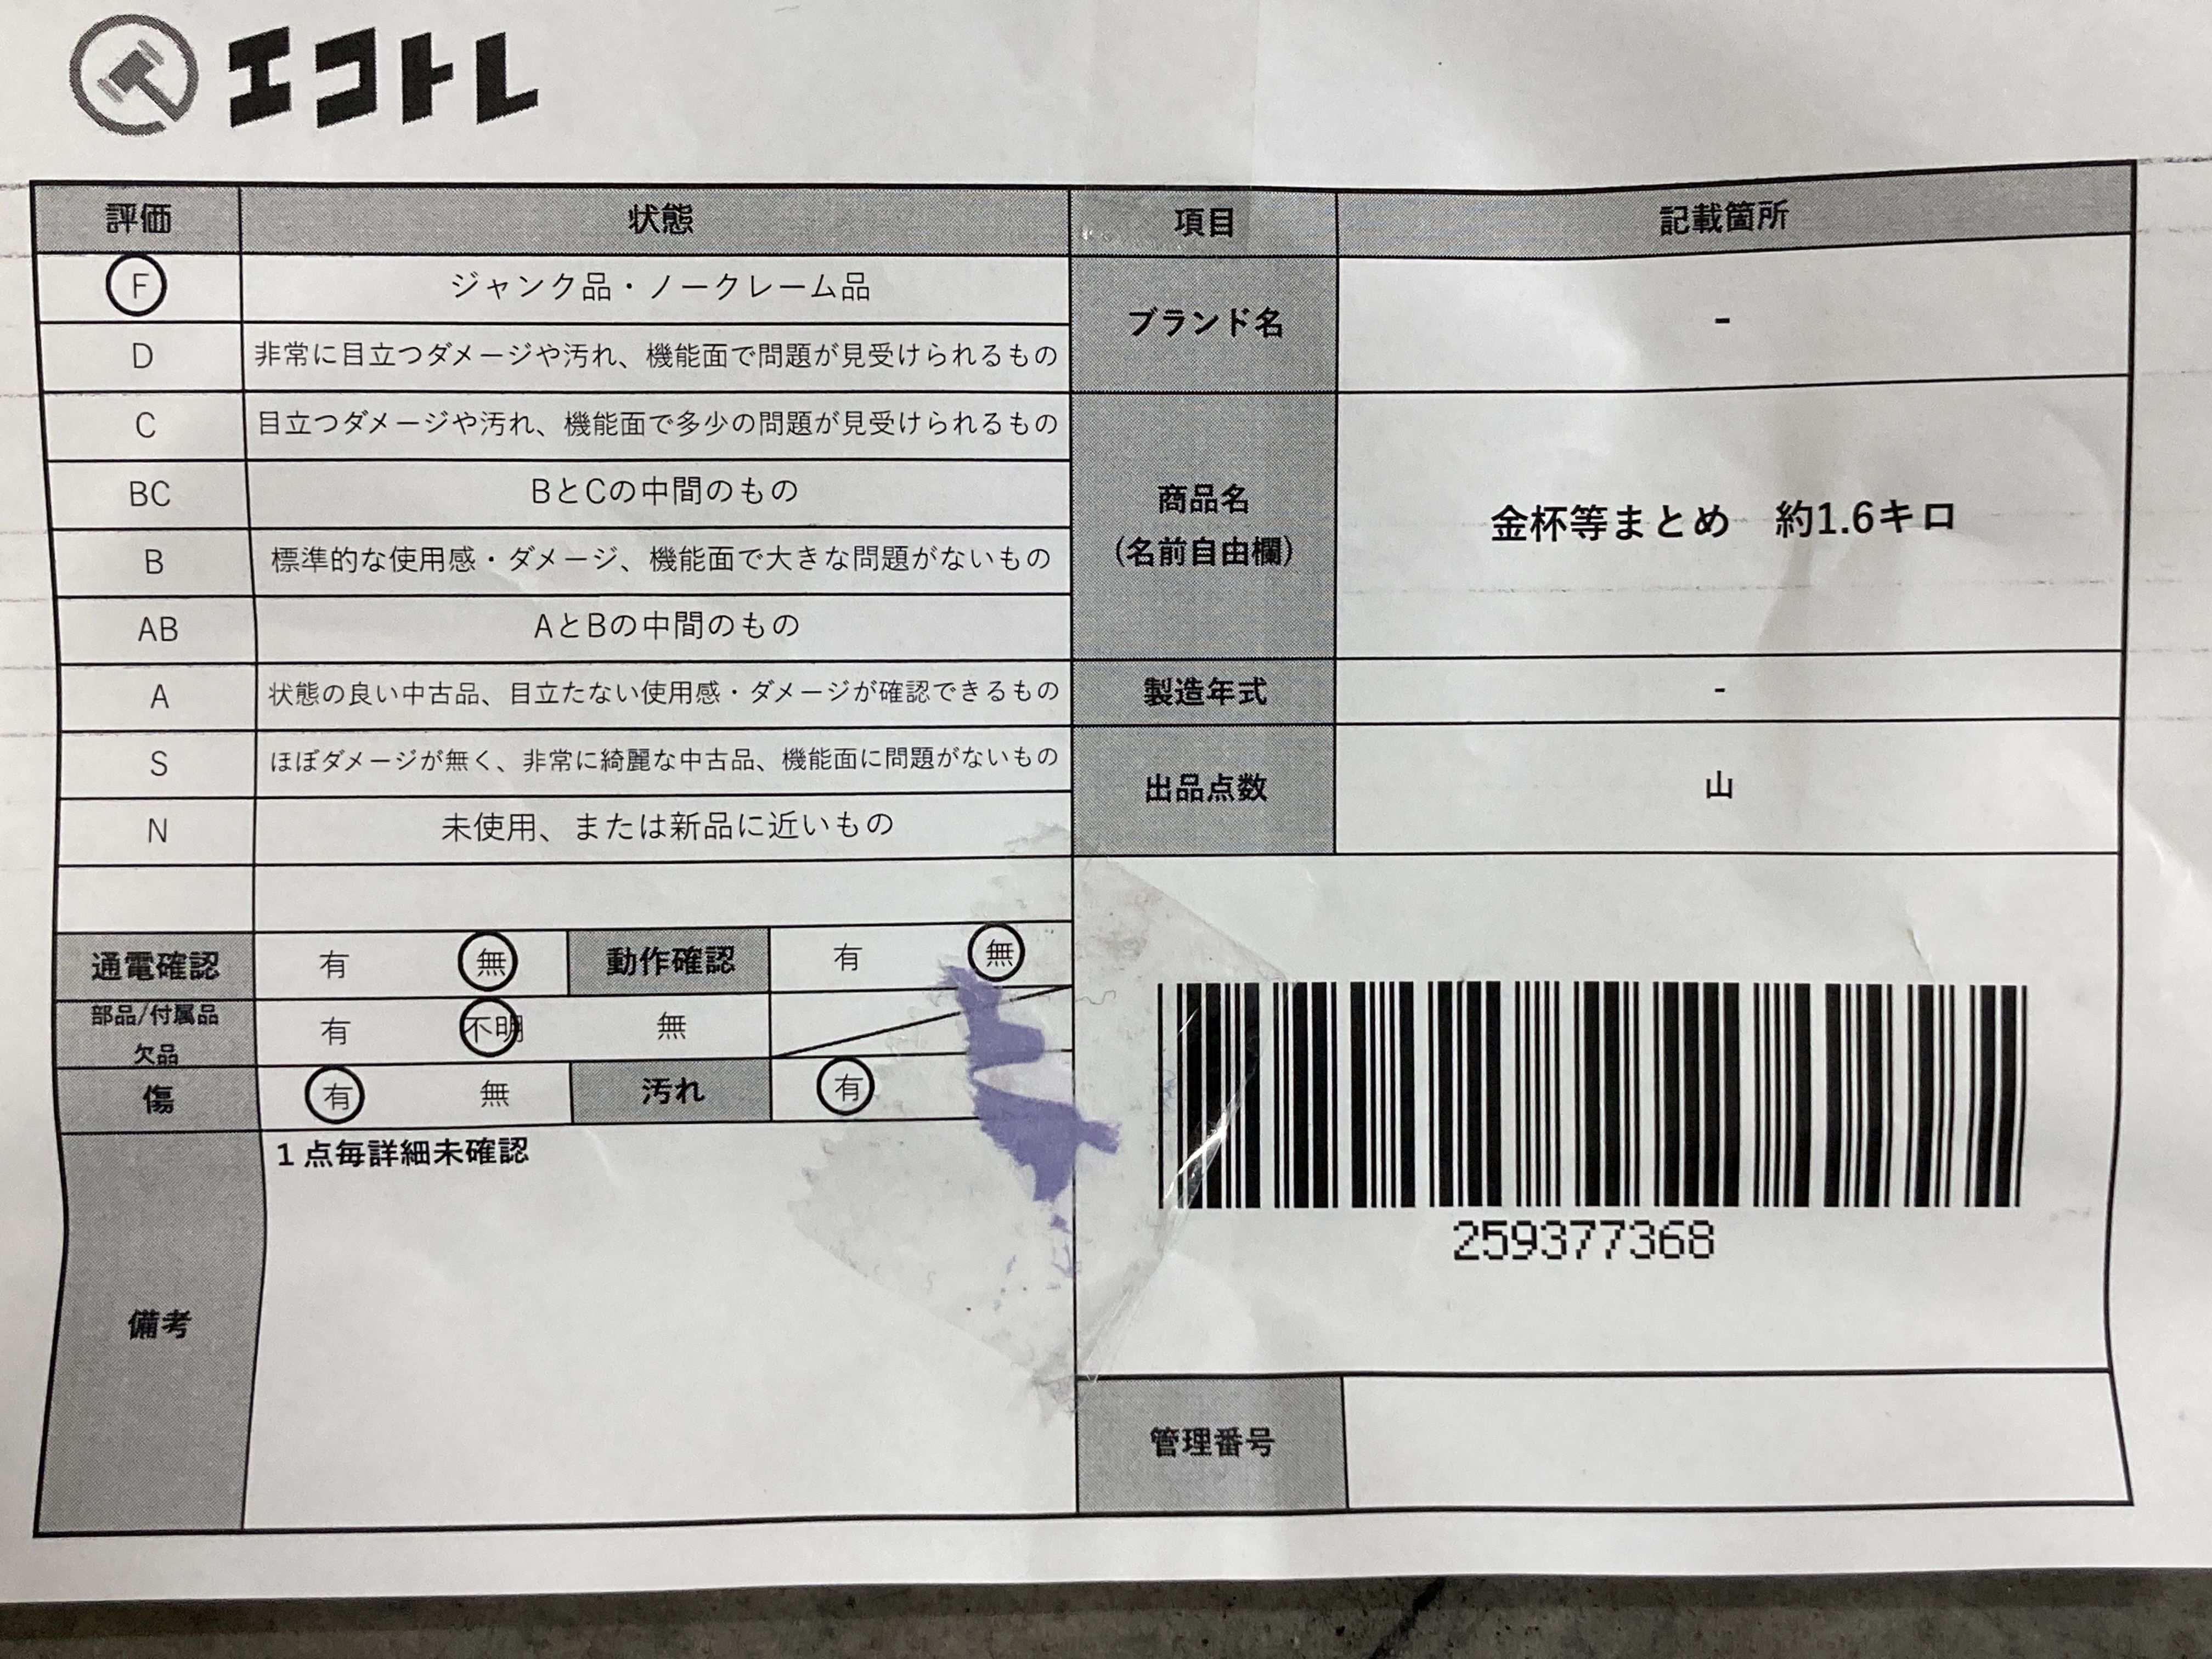 エコトレ
評価 状態 項目 記載箇所
F ジャンク品・ノークレーム品
D 非常に目立つダメージや汚れ、機能面で問題が見受けられるもの
ブランド名 -
C 目立つダメージや汚れ、機能面で多少の問題が見受けられるもの
BC BとCの中間のもの
B 標準的な使用感・ダメージ、機能面で大きな問題がないもの
AB AとBの中間のもの
商品名
(名前自由欄)
金杯等まとめ　約1.6キロ
A 状態の良い中古品、目立たない使用感・ダメージが確認できるもの
製造年式 -
S ほぼダメージが無く、非常に綺麗な中古品、機能面に問題がないもの
N 未使用、または新品に近いもの
出品点数 山
通電確認 有 無 動作確認 有 無
部品/付属品
欠品
有 不明 無
傷 有 無 汚れ 有
備考
1点毎詳細未確認
259377368
管理番号